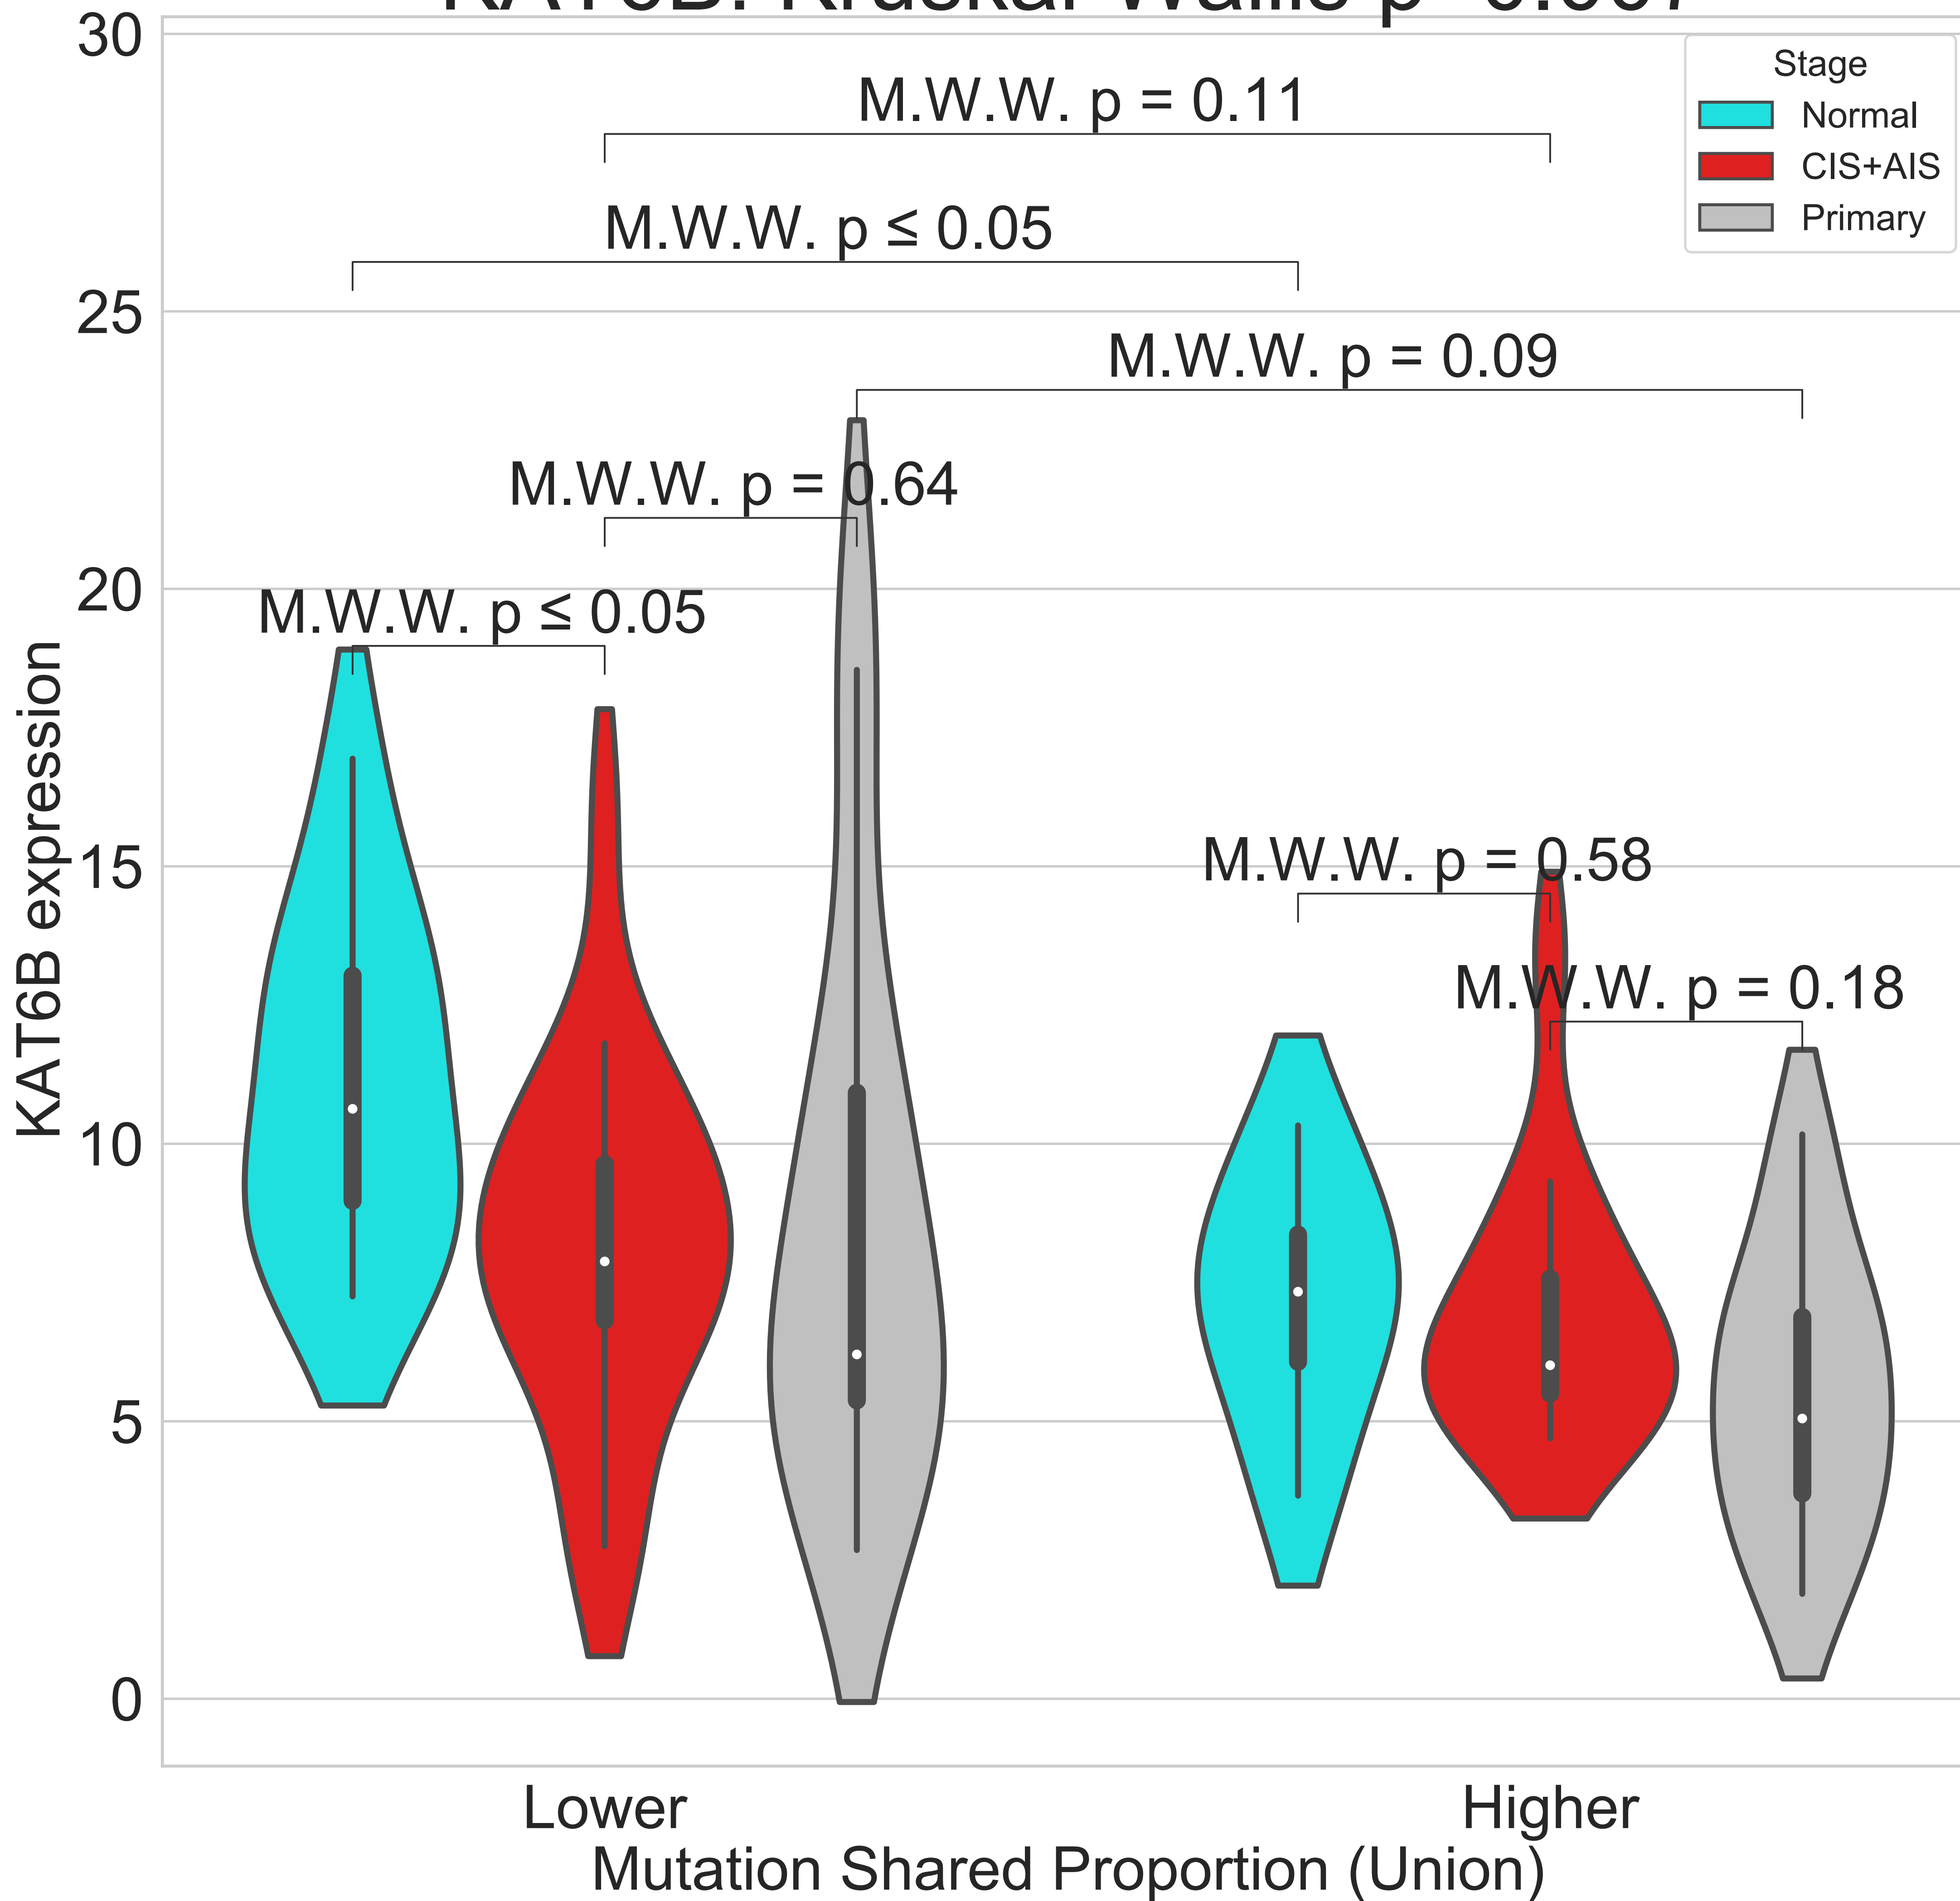 30
Stage
Normal
CIS+AIS
Primary
M.W.W. p = 0.11
M.W.W. p ≤ 0.05
25
M.W.W. p = 0.09
M.W.W. p = 0.64
20
M.W.W. p ≤ 0.05
KAT6B expression
15
M.W.W. p = 0.58
M.W.W. p = 0.18
10
5
0
Lower
Higher
Mutation Shared Proportion (Union)